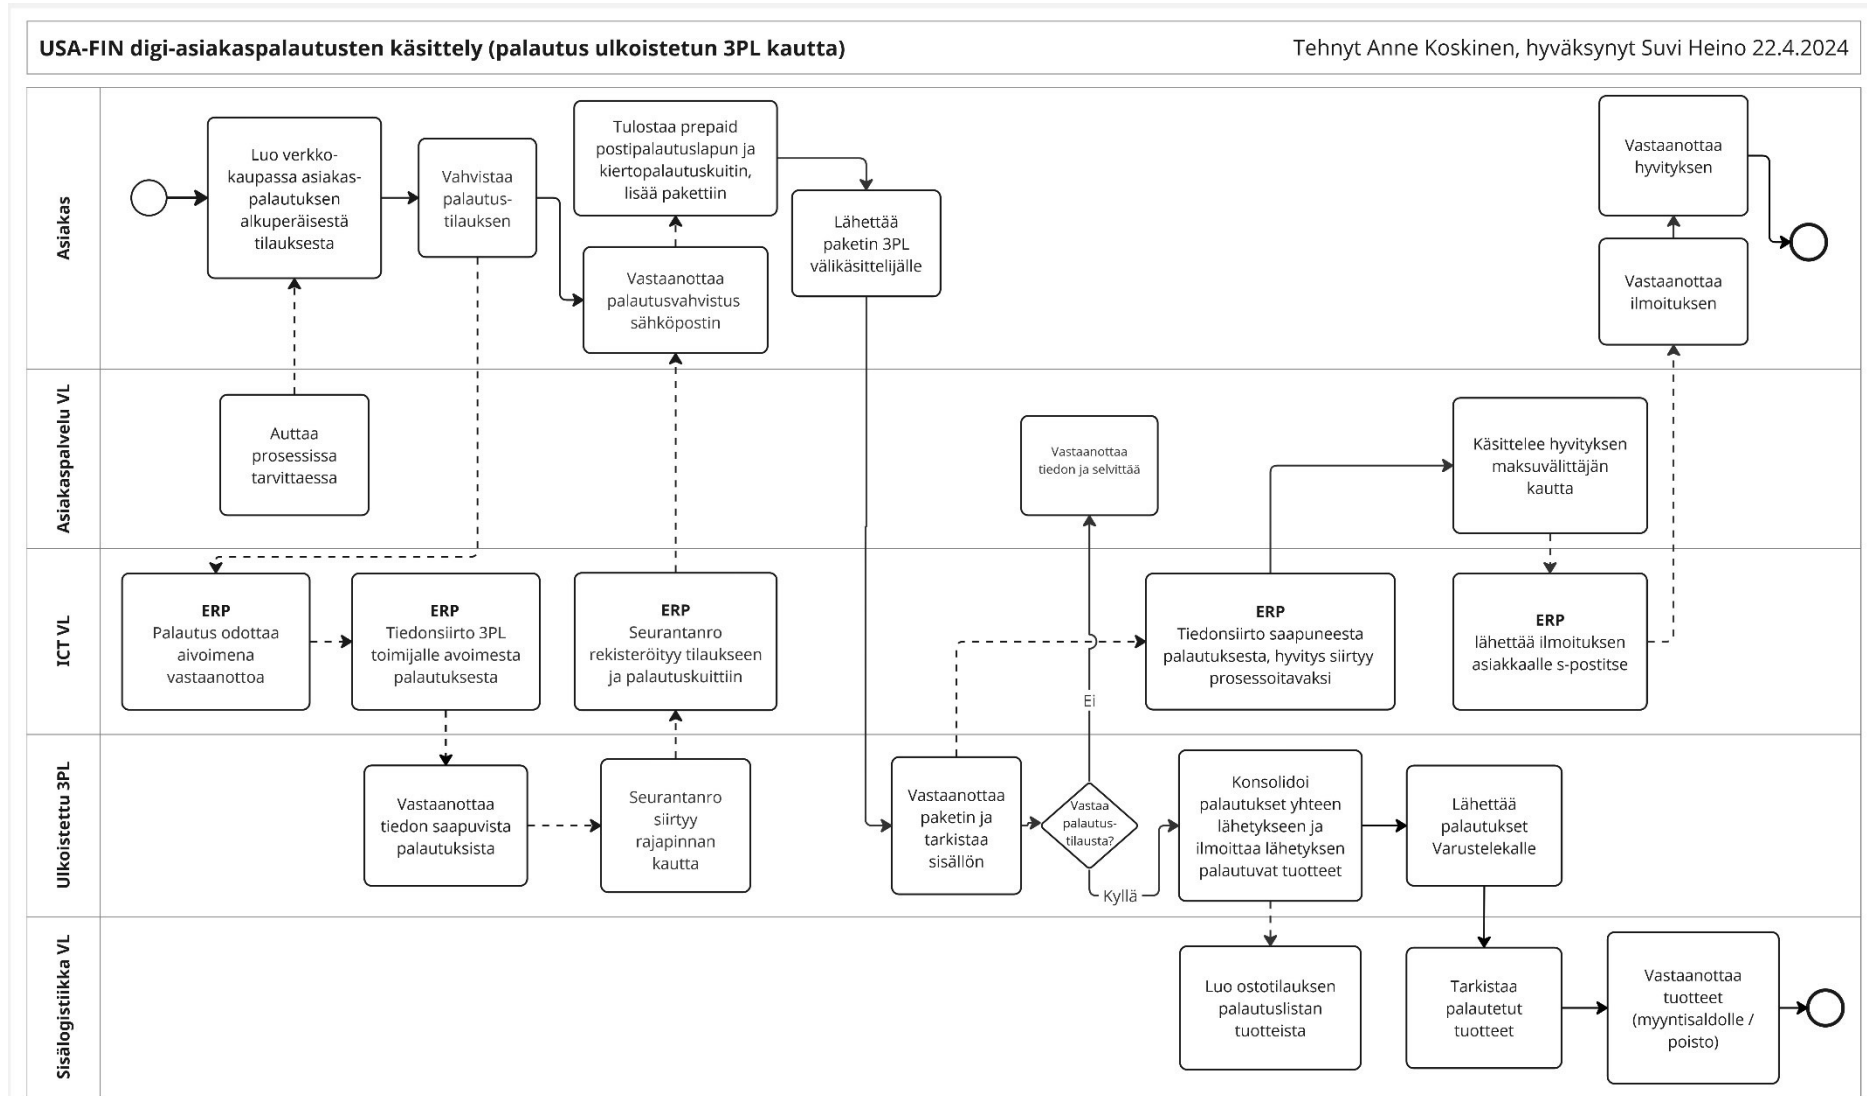 USA-FIN digi-asiakaspalautusten käsittely (palautus ulkoistetun 3PL kautta)
Tehnyt Anne Koskinen, hyväksynyt Suvi Heino 22.4.2024
Asiakas
Luo verkko-
kaupassa asiakas-
palautuksen
alkuperäisestä
tilauksesta
Vahvistaa
palautus-
tilauksen
Tulostaa prepaid
postipalautuslapun ja
kiertopalautuskuitin,
lisää pakettiin
Vastaanottaa
palautusvahvistus
sähköpostin
Lähettää
paketin 3PL
välikäsittelijälle
Vastaanottaa
hyvityksen
Vastaanottaa
ilmoituksen
Asiakaspalvelu VL
Auttaa
prosessissa
tarvittaessa
Vastaanottaa
tiedon ja selvittää
Käsittelee hyvityksen
maksuvälittäjän
kautta
ICT VL
ERP
Palautus odottaa
aivoimena
vastaanottoa
ERP
Tiedonsiirto 3PL
toimijalle avoimesta
palautuksesta
ERP
Seurantanro
rekisteröityy tilaukseen
ja palautuskuittiin
Ei
ERP
Tiedonsiirto saapuneesta
palautuksesta, hyvitys siirtyy
prosessoitavaksi
ERP
lähettää ilmoituksen
asiakkaalle s-postitse
Ulkoistettu 3PL
Vastaanottaa
tiedon saapuvista
palautuksista
Seurantanro
siirtyy
rajapinnan
kautta
Vastaanottaa
paketin ja
tarkistaa
sisällön
Vastaa
palautus-
tilausta?
Kyllä
Konsolidoi
palautukset yhteen
lähetykseen ja
ilmoittaa lähetyksen
palautuvat tuotteet
Lähettää
palautukset
Varustelekalle
Sisälogistiikka VL
Luo ostotilauksen
palautuslistan
tuotteista
Tarkistaa
palautetut
tuotteet
Vastaanottaa
tuotteet
(myyntisaldolle /
poisto)